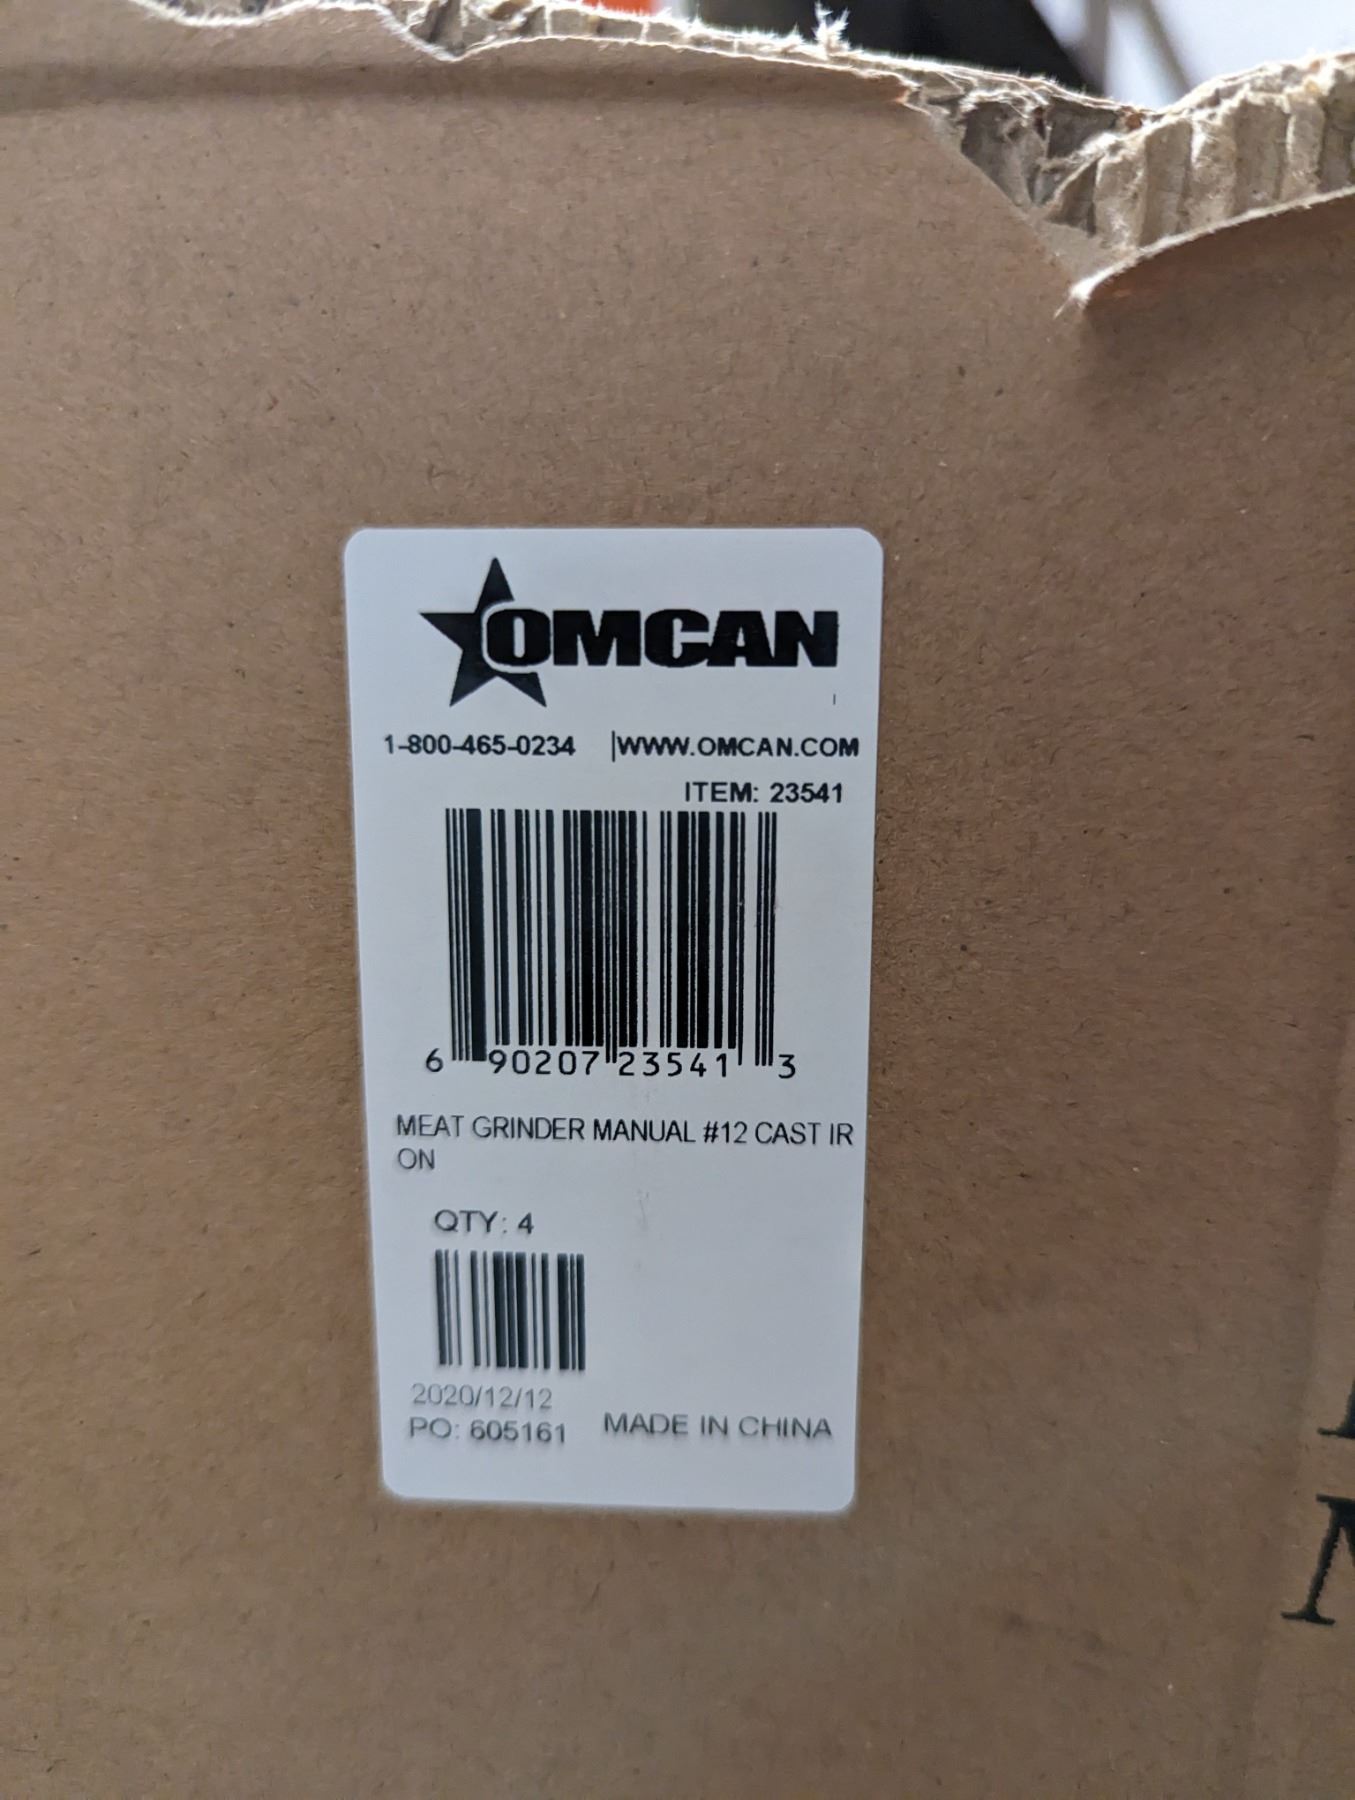 OMCAN
1-800-465-0234 |WWW.OMCAN.COM
ITEM: 23541
6 90207 23541 3
MEAT GRINDER MANUAL #12 CAST IR
ON
QTY: 4
2020/12/12
PO: 605161 MADE IN CHINA